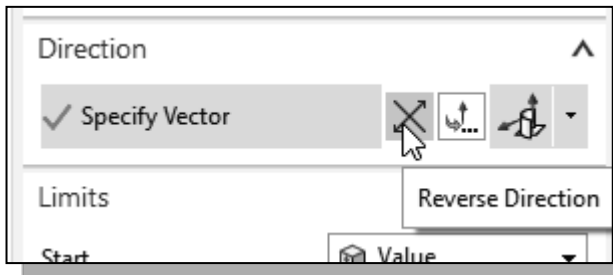 Direction
Specify Vector
Limits
Reverse Direction
Start
Value